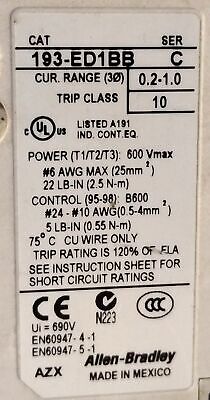 CAT SER
193-ED1BB C
CUR. RANGE (3Ø) 0.2-1.0
TRIP CLASS 10
C UL US LISTED A191
IND. CONT. EQ.
POWER (T1/T2/T3): 600 Vmax
#6 AWG MAX (25mm²)
22 LB-IN (2.5 N-m)
CONTROL (95-98): B600
#24 - #10 AWG (0.5-4mm²)
5 LB-IN (0.55 N-m)
75°C CU WIRE ONLY
TRIP RATING IS 120% OF FLA
SEE INSTRUCTION SHEET FOR
SHORT CIRCUIT RATINGS
CE N223 CCC
Ui = 690V
EN60947-4-1
EN60947-5-1
Allen-Bradley
AZX MADE IN MEXICO